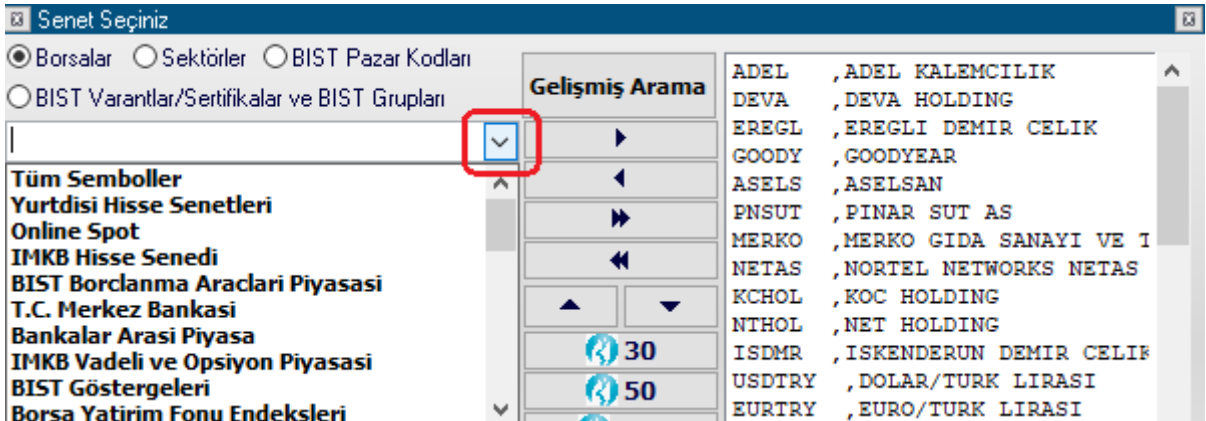 Senet Seçiniz
Borsalar Sektörler BIST Pazar Kodları
BIST Varantlar/Sertifikalar ve BIST Grupları
Tüm Semboller
Yurtdisi Hisse Senetleri
Online Spot
IMKB Hisse Senedi
BIST Borclanma Araclari Piyasasi
T.C. Merkez Bankasi
Bankalar Arasi Piyasa
IMKB Vadeli ve Opsiyon Piyasasi
BIST Göstergeleri
Borsa Yatirim Fonu Endeksleri
Gelişmiş Arama
30
50
ADEL ,ADEL KALEMCILIK
DEVA ,DEVA HOLDING
EREGL ,EREGLI DEMIR CELIK
GOODY ,GOODYEAR
ASELS ,ASELSAN
PNSUT ,PINAR SUT AS
MERKO ,MERKO GIDA SANAYI VE T
NETAS ,NORTEL NETWORKS NETAS
KCHOL ,KOC HOLDING
NTHOL ,NET HOLDING
ISDMR ,ISKENDERUN DEMIR CELIK
USDTRY ,DOLAR/TURK LIRASI
EURTRY ,EURO/TURK LIRASI